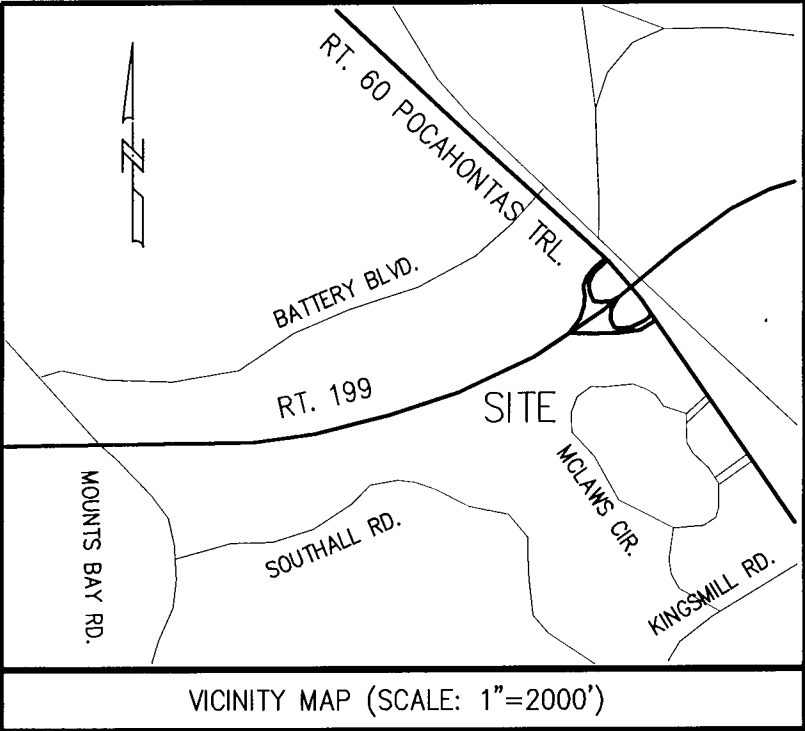 RT. 60 POCAHONTAS TRL.
N
BATTERY BLVD.
RT. 199
SITE
MCLAWS CIR.
MOUNTS BAY RD.
SOUTHALL RD.
KINGSMILL RD.
VICINITY MAP (SCALE: 1"=2000')